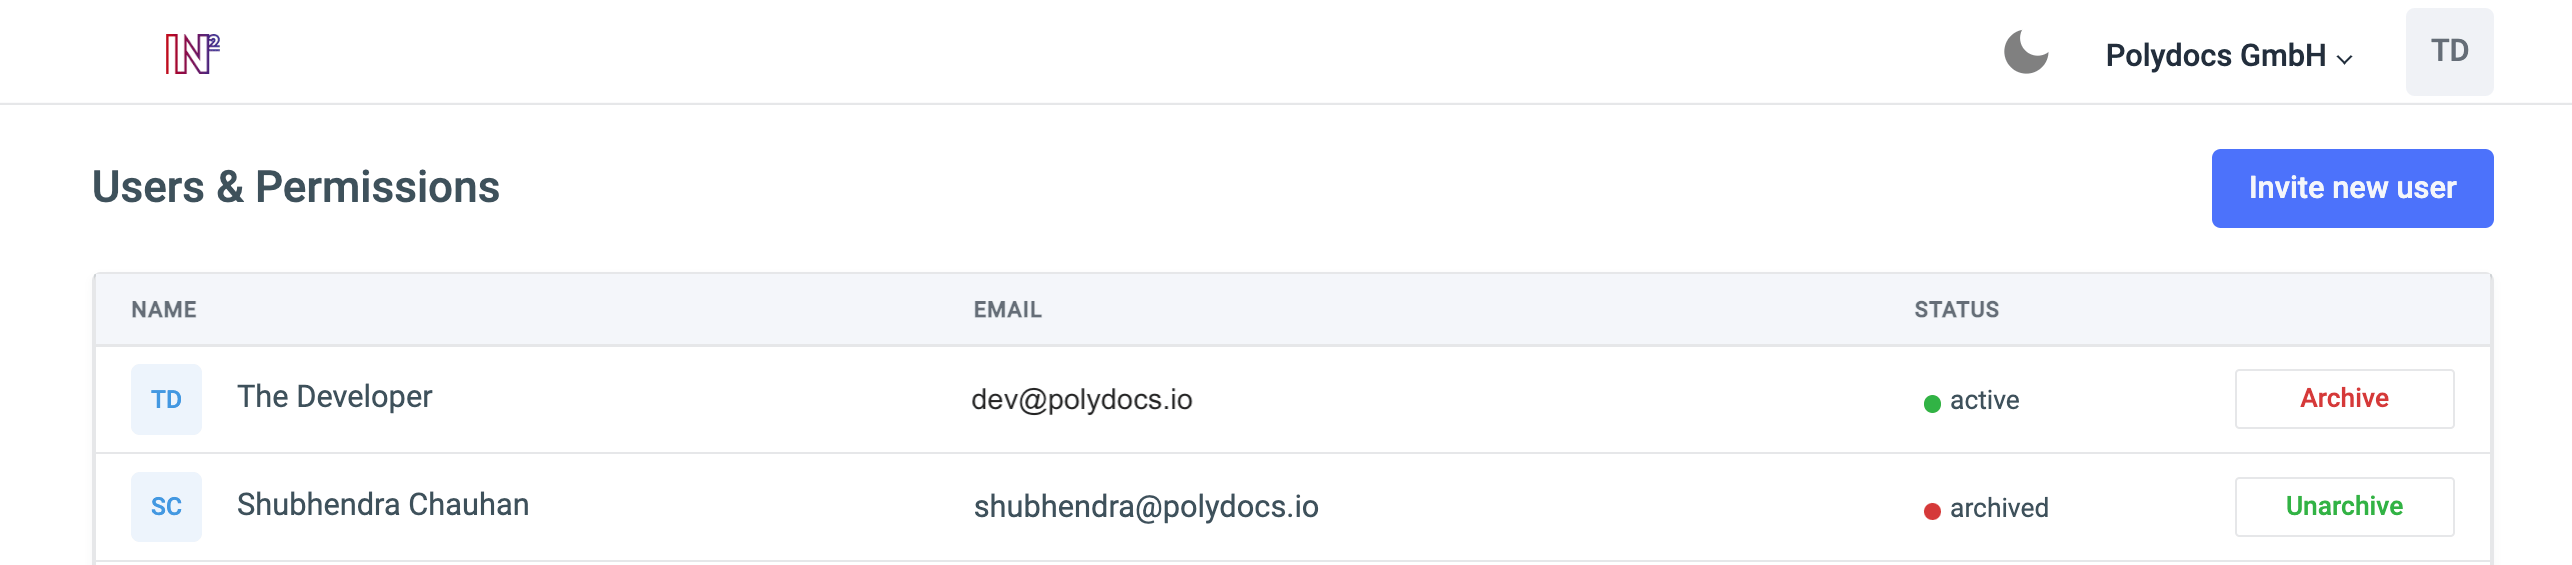 IN²
Polydocs GmbH
TD
Users & Permissions
Invite new user
NAME EMAIL STATUS
TD The Developer dev@polydocs.io active Archive
SC Shubhendra Chauhan shubhendra@polydocs.io archived Unarchive